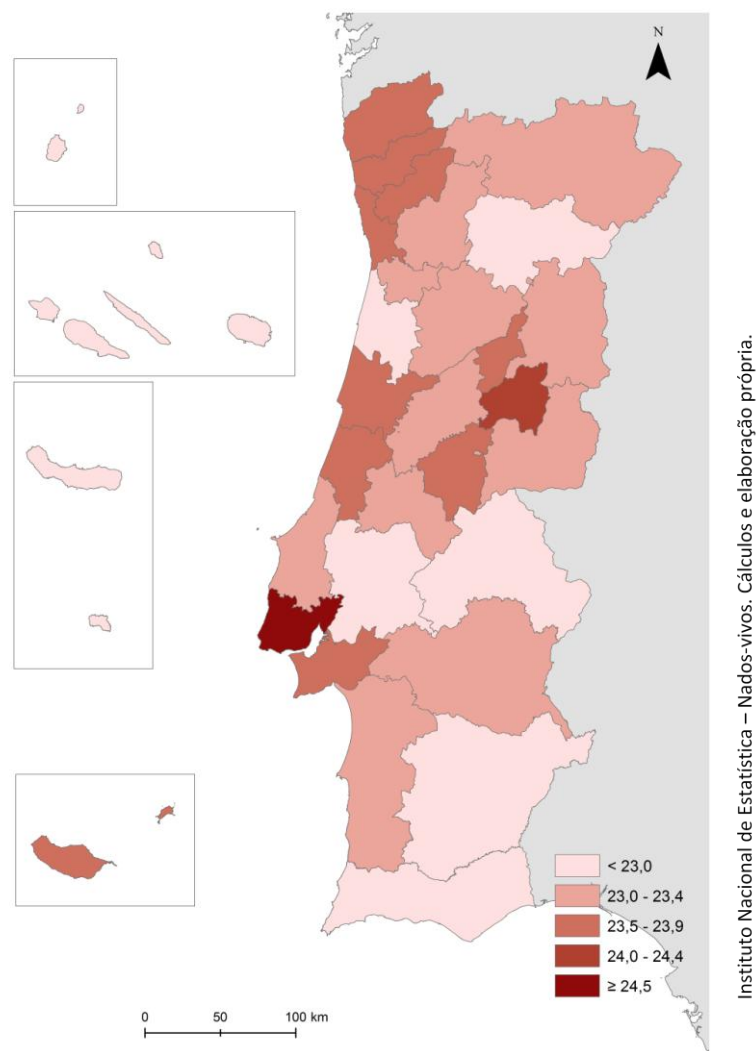 N
< 23,0
23,0 - 23,4
23,5 - 23,9
24,0 - 24,4
≥ 24,5
0 50 100 km
Instituto Nacional de Estatística – Nados-vivos. Cálculos e elaboração própria.